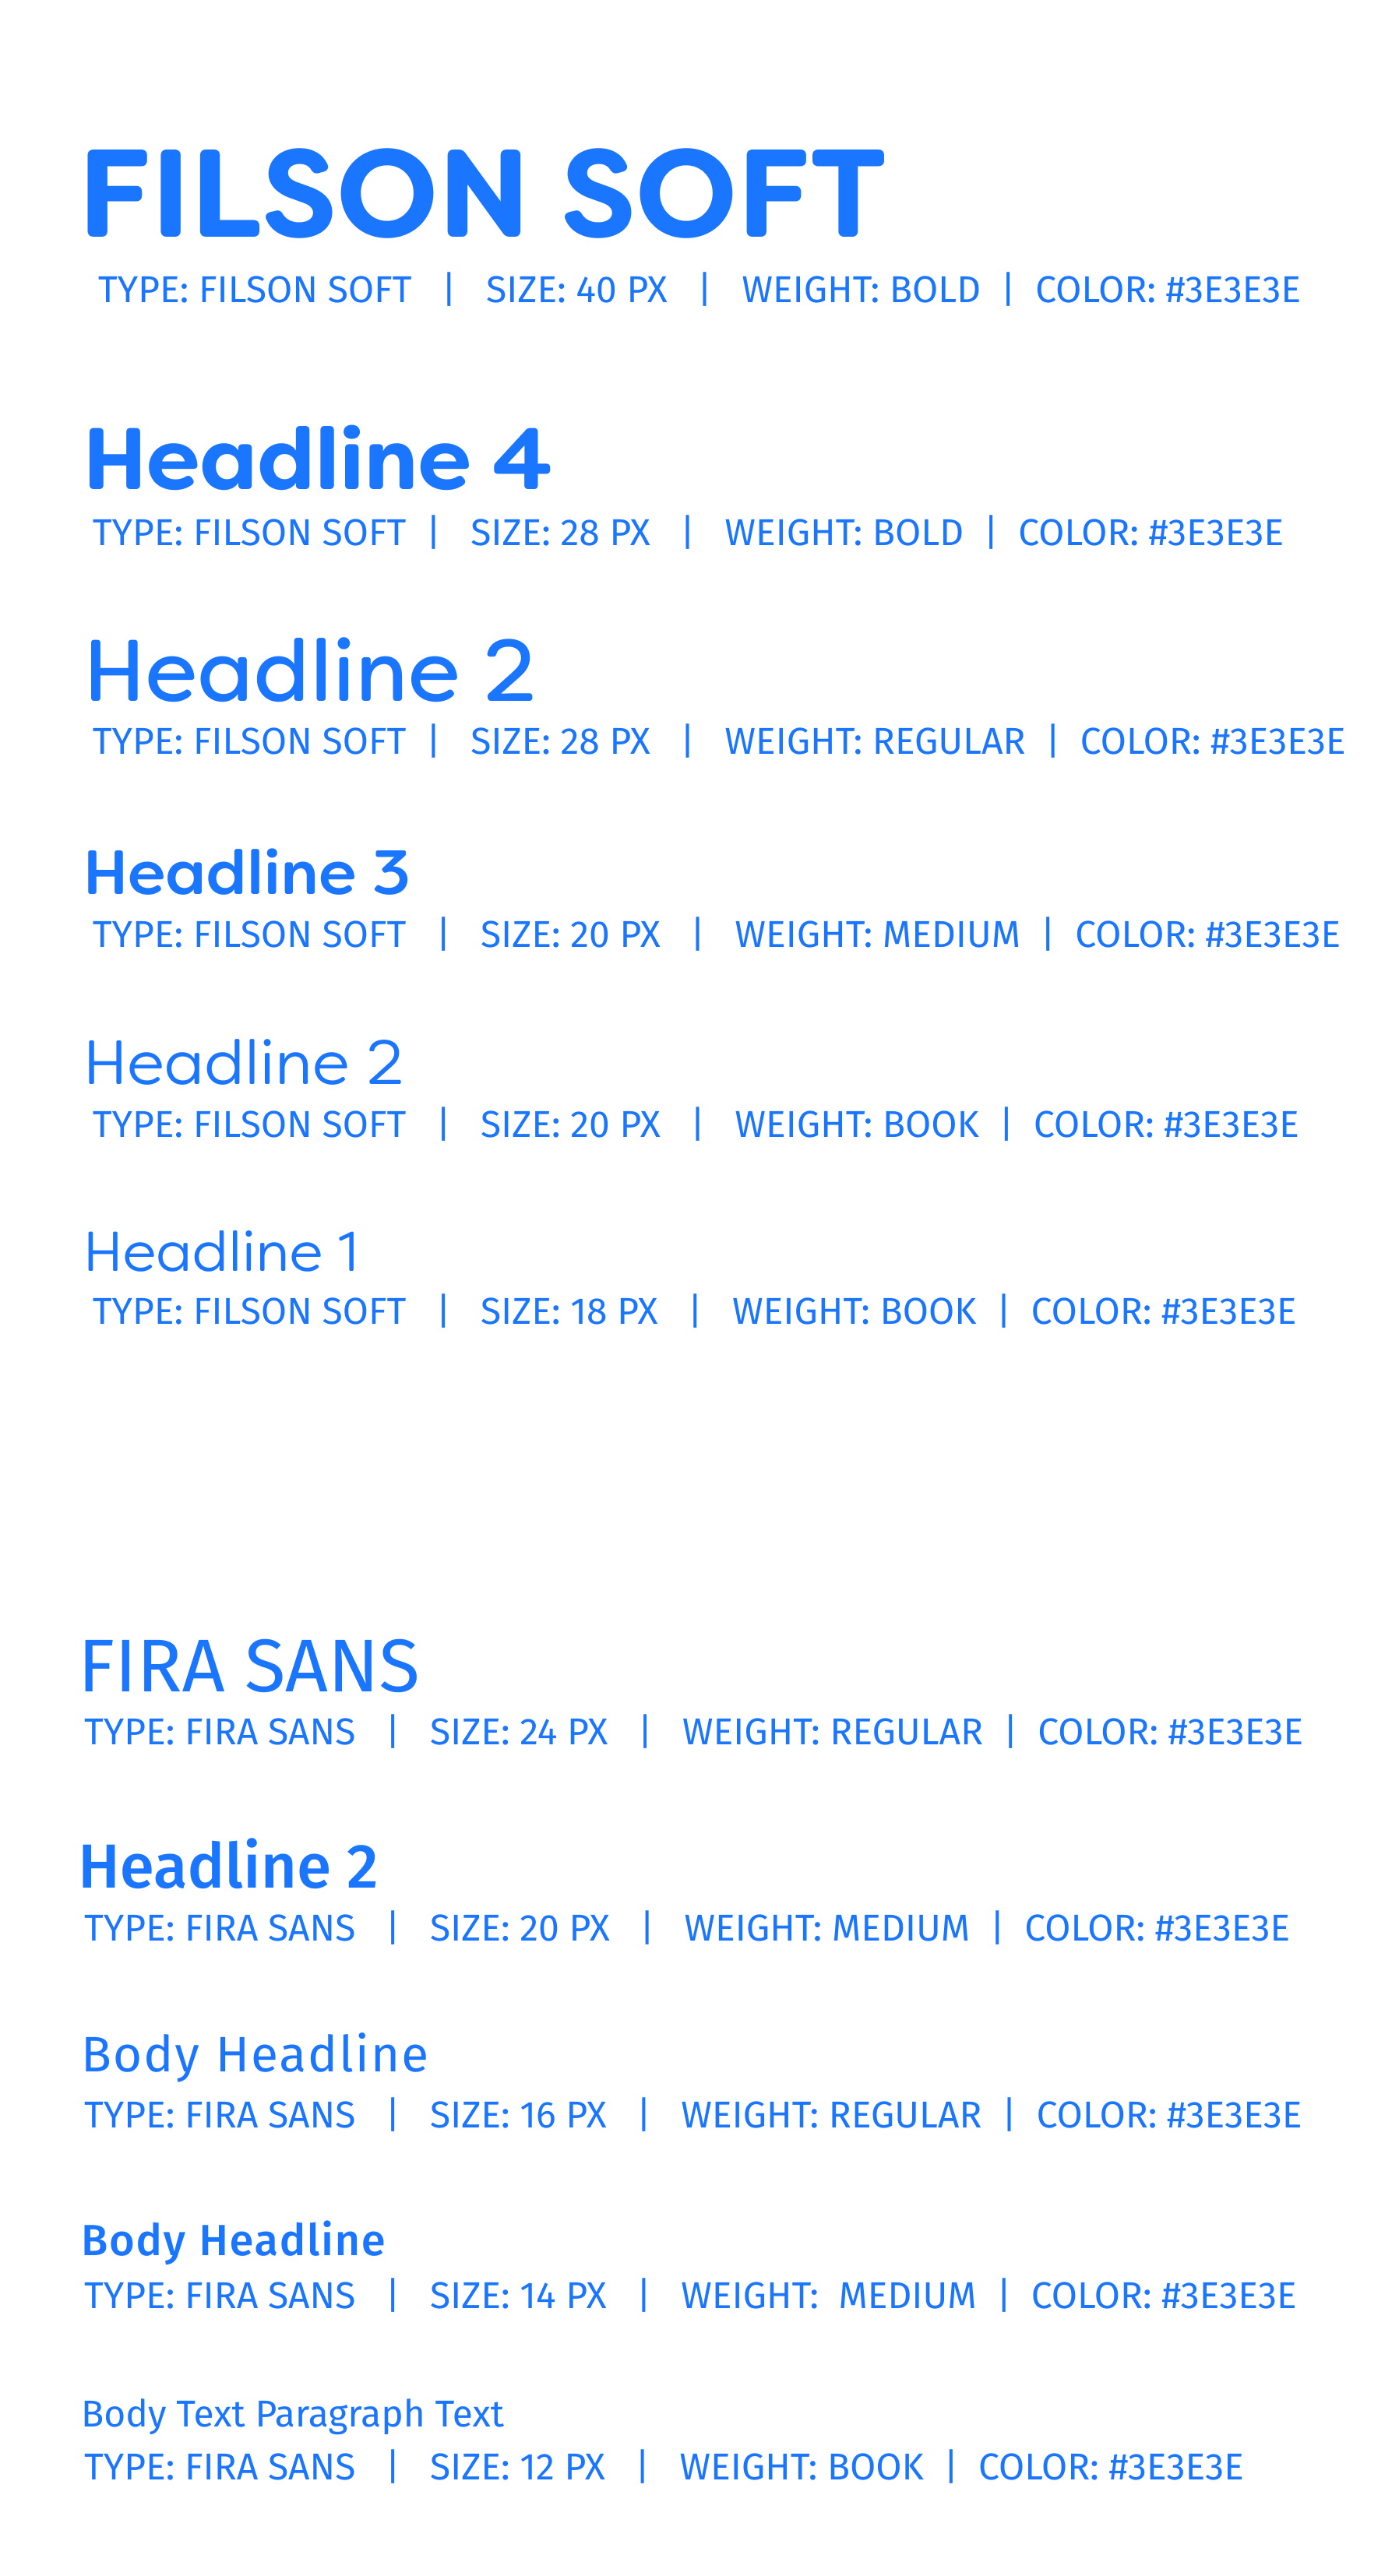 FILSON SOFT
TYPE: FILSON SOFT | SIZE: 40 PX | WEIGHT: BOLD | COLOR: #3E3E3E
Headline 4
TYPE: FILSON SOFT | SIZE: 28 PX | WEIGHT: BOLD | COLOR: #3E3E3E
Headline 2
TYPE: FILSON SOFT | SIZE: 28 PX | WEIGHT: REGULAR | COLOR: #3E3E3E
Headline 3
TYPE: FILSON SOFT | SIZE: 20 PX | WEIGHT: MEDIUM | COLOR: #3E3E3E
Headline 2
TYPE: FILSON SOFT | SIZE: 20 PX | WEIGHT: BOOK | COLOR: #3E3E3E
Headline 1
TYPE: FILSON SOFT | SIZE: 18 PX | WEIGHT: BOOK | COLOR: #3E3E3E
FIRA SANS
TYPE: FIRA SANS | SIZE: 24 PX | WEIGHT: REGULAR | COLOR: #3E3E3E
Headline 2
TYPE: FIRA SANS | SIZE: 20 PX | WEIGHT: MEDIUM | COLOR: #3E3E3E
Body Headline
TYPE: FIRA SANS | SIZE: 16 PX | WEIGHT: REGULAR | COLOR: #3E3E3E
Body Headline
TYPE: FIRA SANS | SIZE: 14 PX | WEIGHT: MEDIUM | COLOR: #3E3E3E
Body Text Paragraph Text
TYPE: FIRA SANS | SIZE: 12 PX | WEIGHT: BOOK | COLOR: #3E3E3E